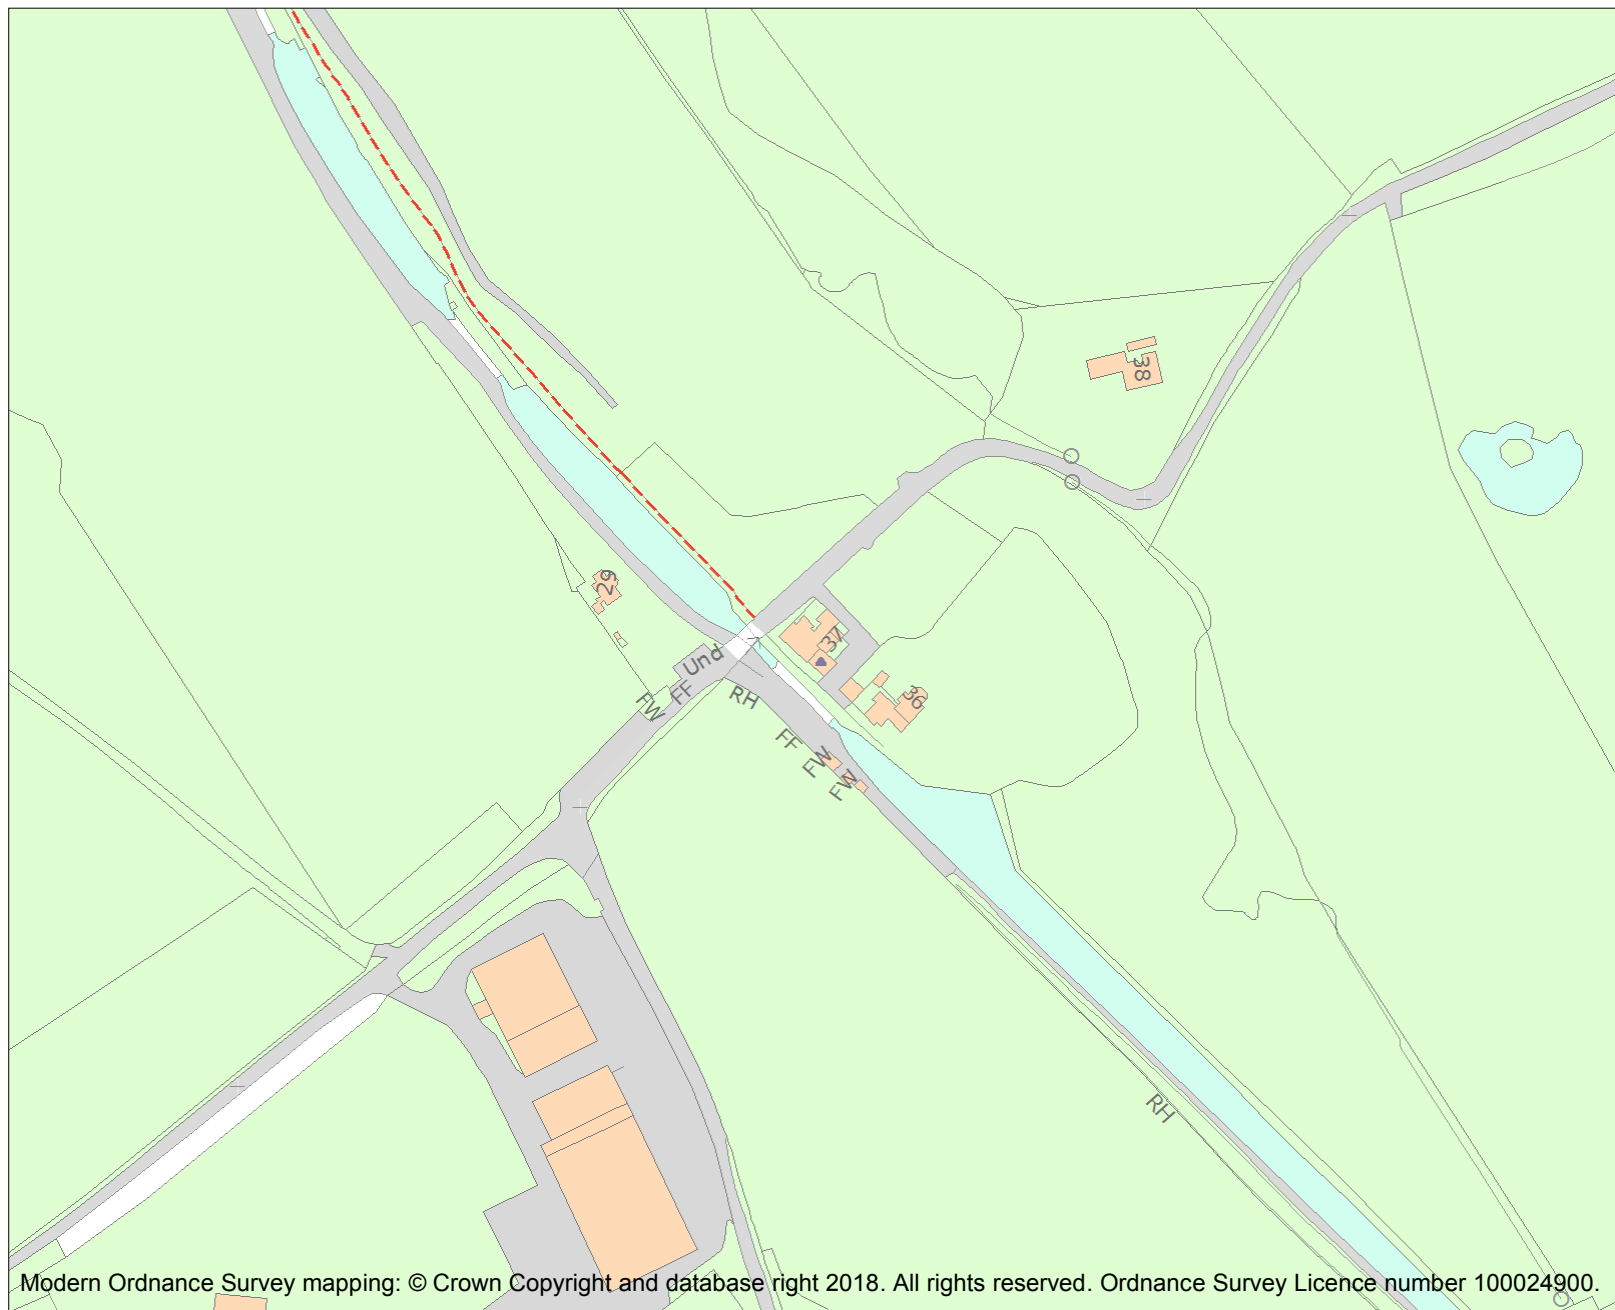 38
29
37
Und
36
FF
FW
RH
FF
FW
FW
RH
Modern Ordnance Survey mapping: © Crown Copyright and database right 2018. All rights reserved. Ordnance Survey Licence number 100024900.